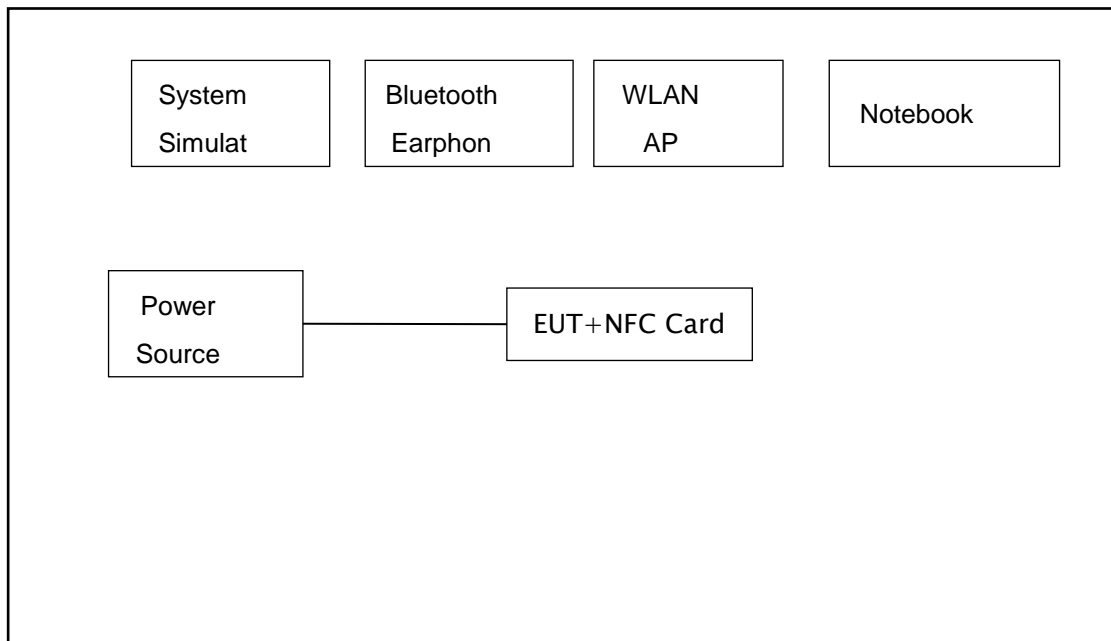 System
Simulat
Bluetooth
Earphon
WLAN
AP
Notebook
Power
Source
EUT+NFC Card